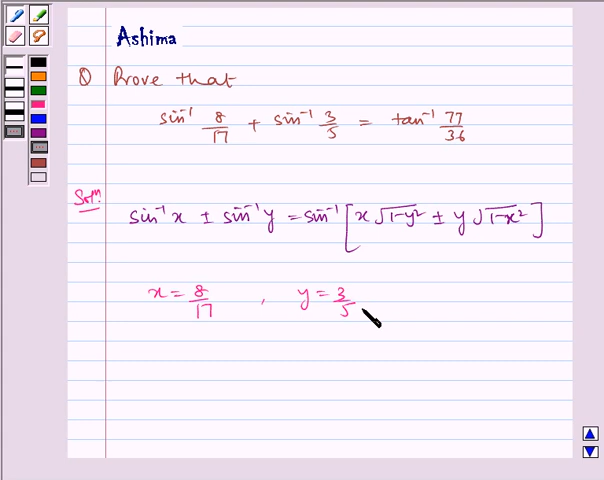 Ashima
Q Prove that
sin⁻¹ 8/17 + sin⁻¹ 3/5 = tan⁻¹ 77/36
Solⁿ.
sin⁻¹x ± sin⁻¹y = sin⁻¹[x√1-y² ± y√1-x²]
x = 8/17 , y = 3/5